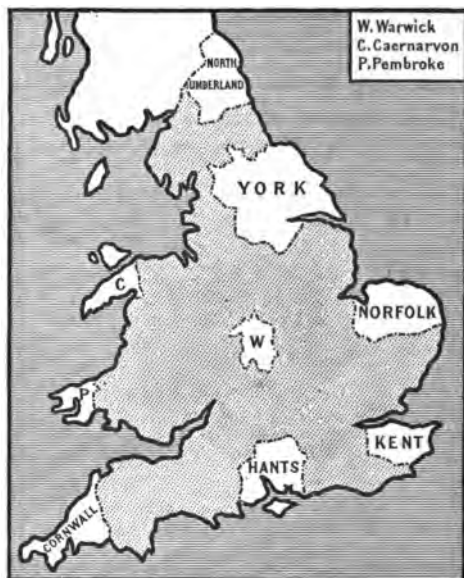 W. Warwick
C. Caernarvon
P. Pembroke
NORTH
UMBERLAND
YORK
C
NORFOLK
W
P
KENT
HANTS
CORNWALL